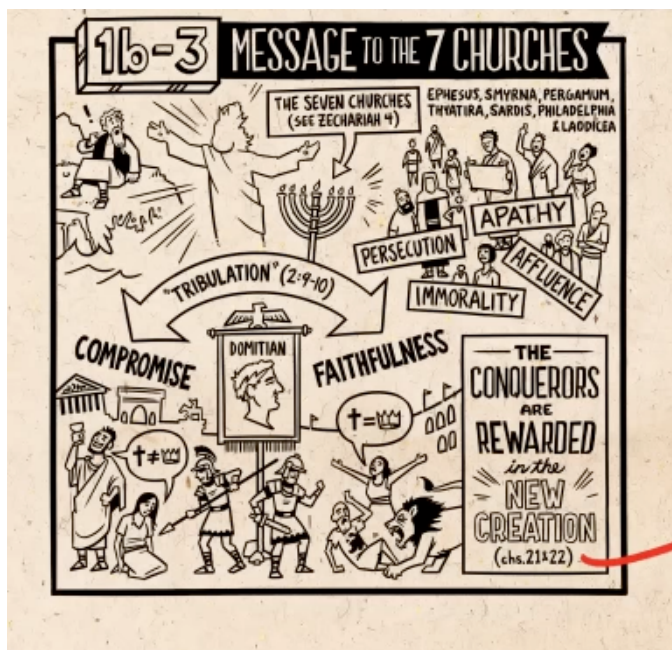 1b-3
MESSAGE TO THE 7 CHURCHES
THE SEVEN CHURCHES
(SEE ZECHARIAH 4)
EPHESUS, SMYRNA, PERGAMUM,
THYATIRA, SARDIS, PHILADELPHIA
& LAODICEA
!
PERSECUTION
APATHY
IMMORALITY
AFFLUENCE
"TRIBULATION" (2:9-10)
COMPROMISE
DOMITIAN
FAITHFULNESS
✝≠👑
✝=👑
THE
CONQUERORS
ARE
REWARDED
in the
NEW
CREATION
(chs. 21 & 22)